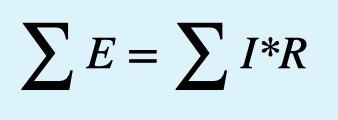 ∑ E = ∑ I*R